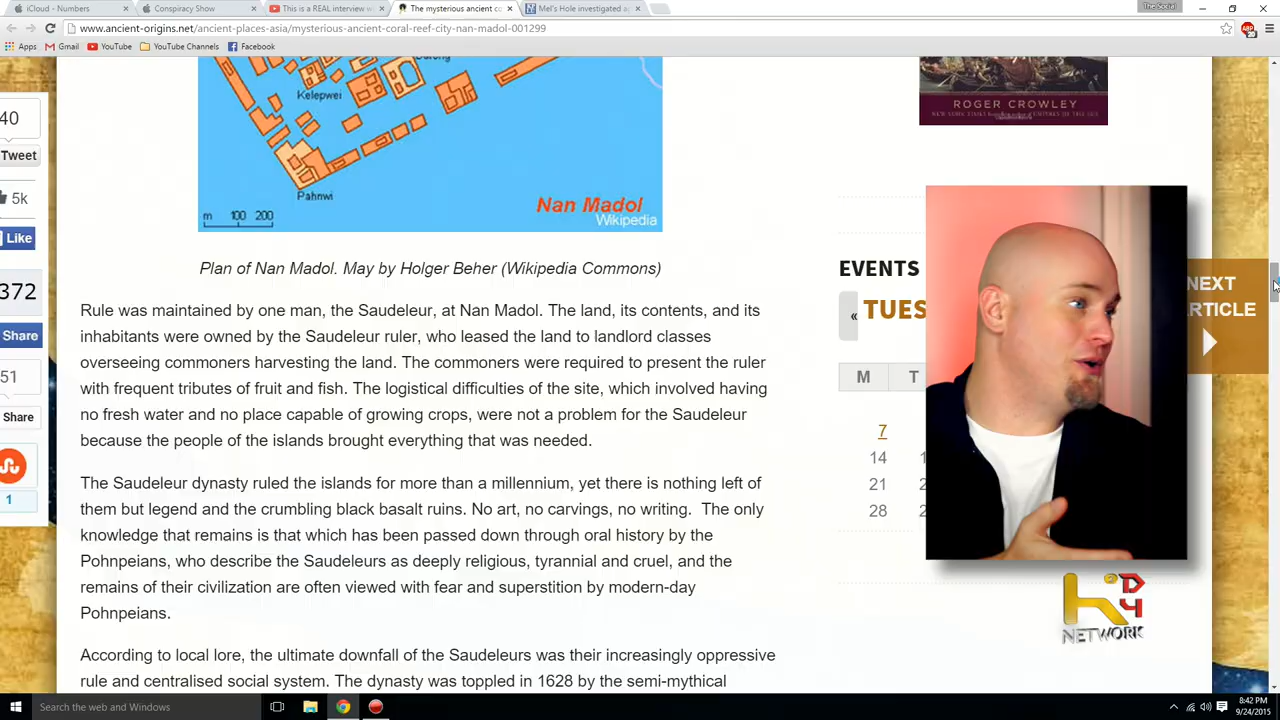 iCloud - Numbers
Conspiracy Show
This is a REAL interview w
The mysterious ancient c
Mel's Hole investigated a
The Social
www.ancient-origins.net/ancient-places-asia/mysterious-ancient-coral-reef-city-nan-madol-001299
Apps
Gmail
YouTube
YouTube Channels
Facebook
Kelepwei
Pahnwi
m 100 200
Nan Madol
Wikipedia
Plan of Nan Madol. May by Holger Beher (Wikipedia Commons)
Rule was maintained by one man, the Saudeleur, at Nan Madol. The land, its contents, and its
inhabitants were owned by the Saudeleur ruler, who leased the land to landlord classes
overseeing commoners harvesting the land. The commoners were required to present the ruler
with frequent tributes of fruit and fish. The logistical difficulties of the site, which involved having
no fresh water and no place capable of growing crops, were not a problem for the Saudeleur
because the people of the islands brought everything that was needed.
The Saudeleur dynasty ruled the islands for more than a millennium, yet there is nothing left of
them but legend and the crumbling black basalt ruins. No art, no carvings, no writing. The only
knowledge that remains is that which has been passed down through oral history by the
Pohnpeians, who describe the Saudeleurs as deeply religious, tyrannial and cruel, and the
remains of their civilization are often viewed with fear and superstition by modern-day
Pohnpeians.
According to local lore, the ultimate downfall of the Saudeleurs was their increasingly oppressive
rule and centralised social system. The dynasty was toppled in 1628 by the semi-mythical
40
Tweet
5k
Like
372
Share
51
Share
1
ROGER CROWLEY
EVENTS
« TUES
M T
7
14 1
21 2
28 2
NEXT
RTICLE
K D
4
NETWORK
Search the web and Windows
8:42 PM
9/24/2015